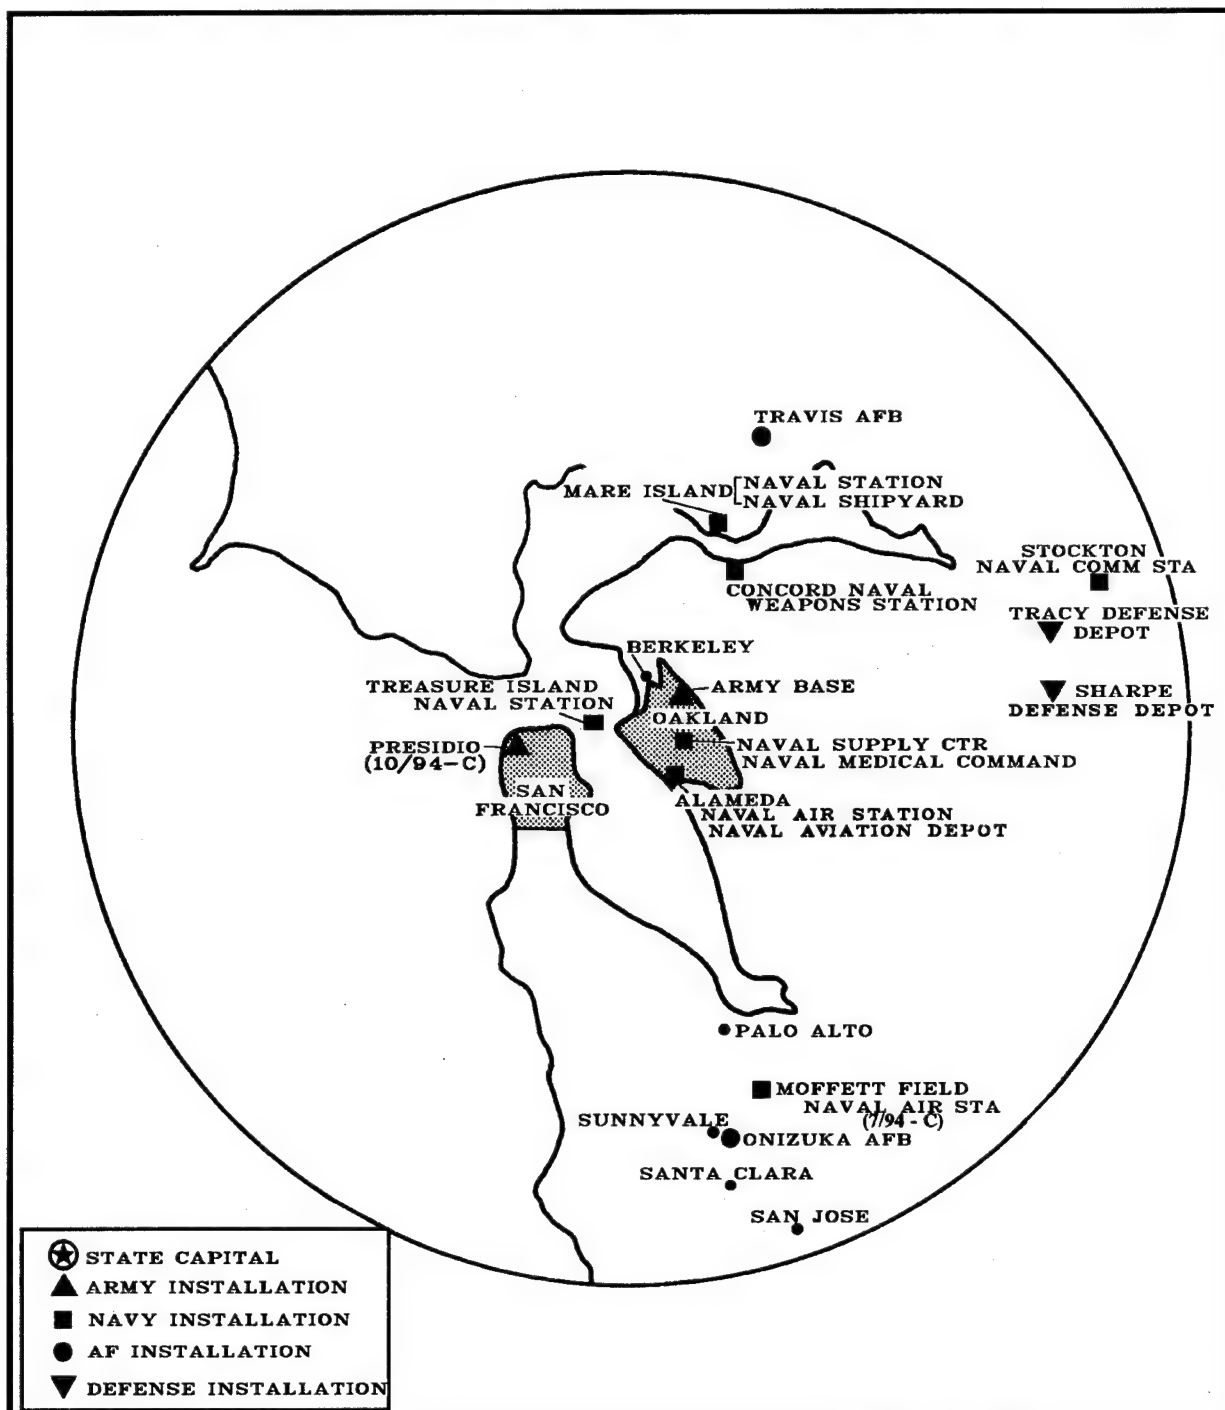 TRAVIS AFB
MARE ISLAND
NAVAL STATION
NAVAL SHIPYARD
STOCKTON
NAVAL COMM STA
CONCORD NAVAL
WEAPONS STATION
TRACY DEFENSE
DEPOT
BERKELEY
TREASURE ISLAND
NAVAL STATION
ARMY BASE
SHARPE
DEFENSE DEPOT
OAKLAND
PRESIDIO
(10/94-C)
NAVAL SUPPLY CTR
NAVAL MEDICAL COMMAND
SAN
FRANCISCO
ALAMEDA
NAVAL AIR STATION
NAVAL AVIATION DEPOT
PALO ALTO
MOFFETT FIELD
NAVAL AIR STA
(7/94 - C)
SUNNYVALE
ONIZUKA AFB
SANTA CLARA
SAN JOSE
STATE CAPITAL
ARMY INSTALLATION
NAVY INSTALLATION
AF INSTALLATION
DEFENSE INSTALLATION